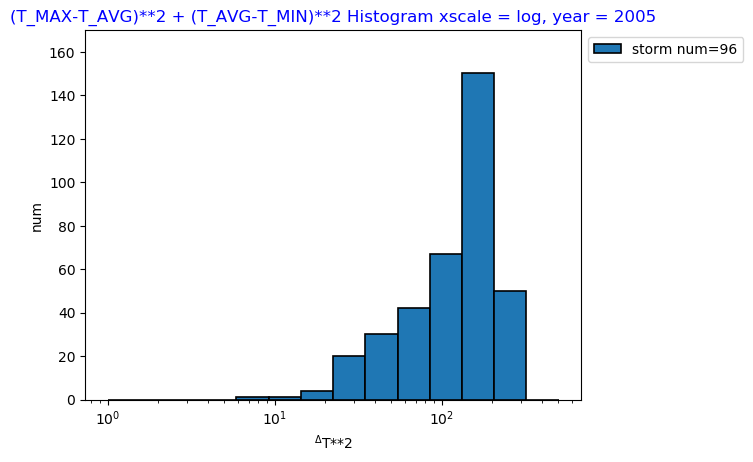 (T_MAX-T_AVG)**2 + (T_AVG-T_MIN)**2 Histogram xscale = log, year = 2005
storm num=96
160
140
120
100
80
60
40
20
0
num
10⁰ 10¹ 10²
ΔT**2